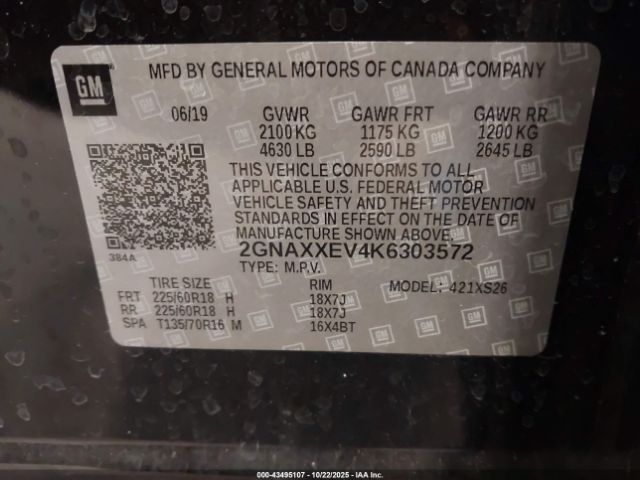 GM
MFD BY GENERAL MOTORS OF CANADA COMPANY
06/19 GVWR GAWR FRT GAWR RR
2100 KG 1175 KG 1200 KG
4630 LB 2590 LB 2645 LB
THIS VEHICLE CONFORMS TO ALL
APPLICABLE U.S. FEDERAL MOTOR
VEHICLE SAFETY AND THEFT PREVENTION
STANDARDS IN EFFECT ON THE DATE OF
MANUFACTURE SHOWN ABOVE.
384A 2GNAXXEV4K6303572
TYPE: M.P.V. MODEL: 421XS26
TIRE SIZE RIM
FRT 225/60R18 H 18X7J
RR 225/60R18 H 18X7J
SPA T135/70R16 M 16X4BT
000-43495107 - 10/22/2025 - IAA Inc.